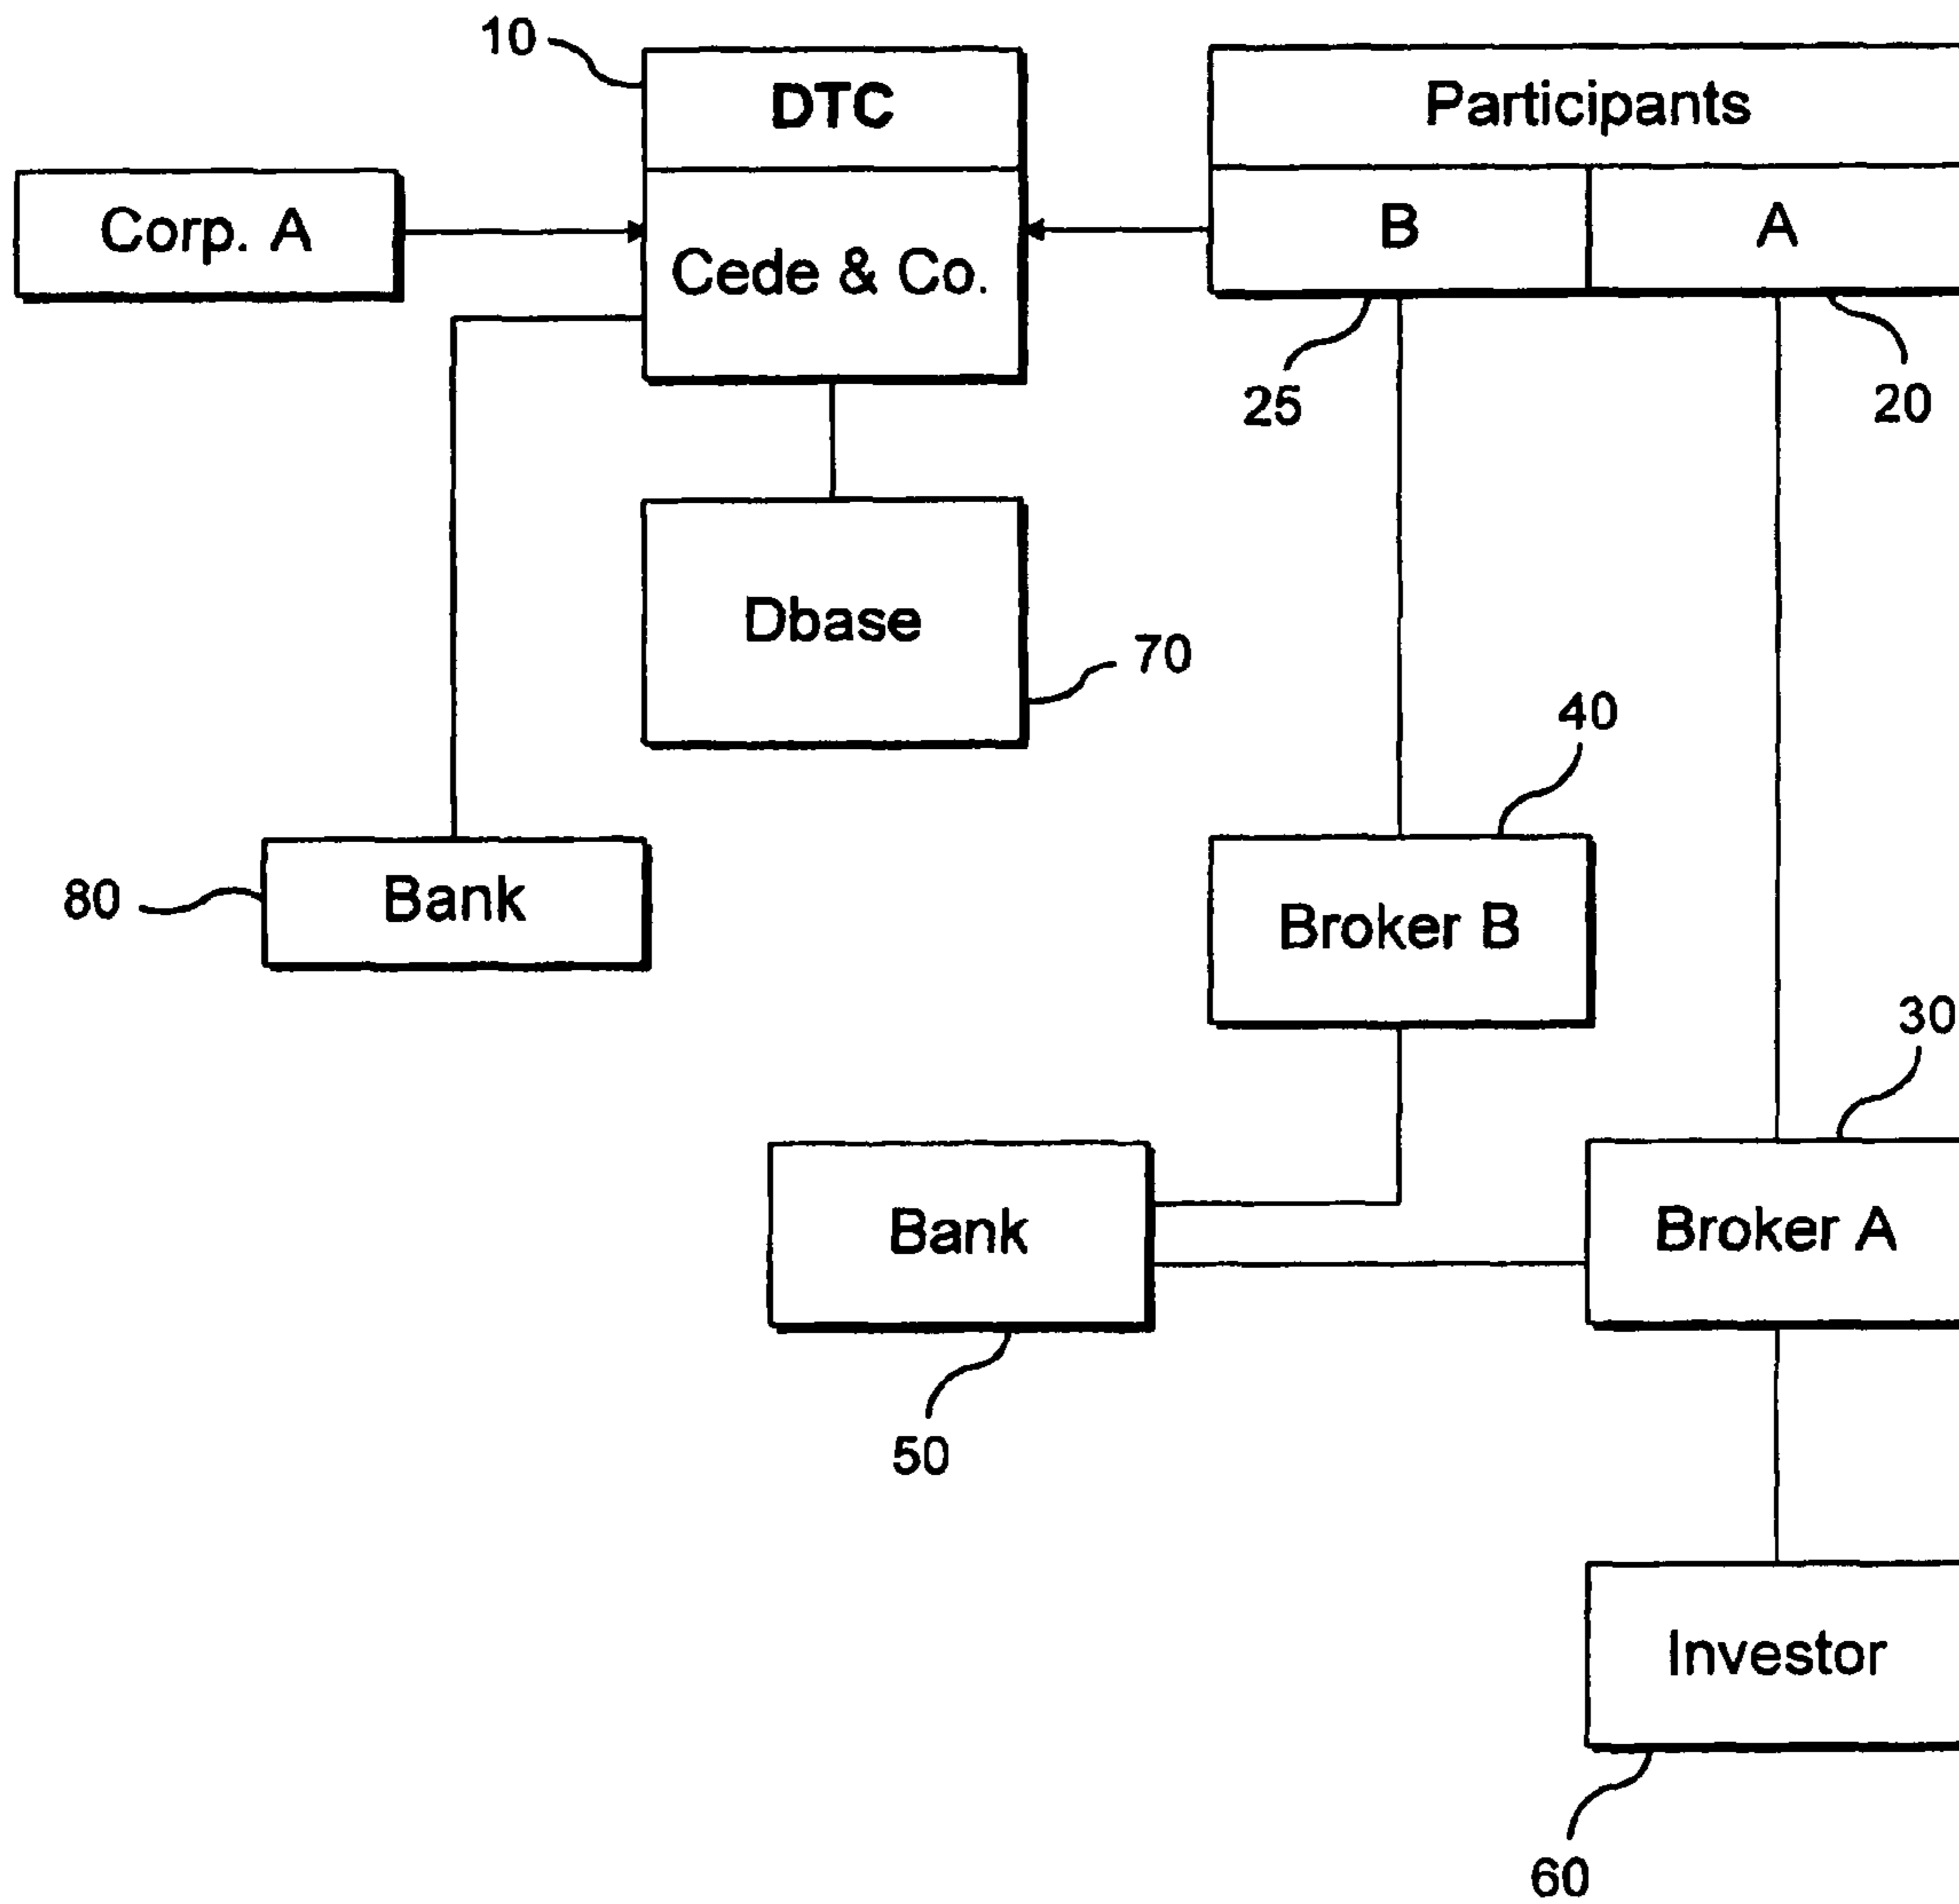 10
DTC
Participants
Corp. A
Cede & Co.
B
A
25
20
Dbase
70
40
80
Bank
Broker B
30
Bank
Broker A
50
Investor
60